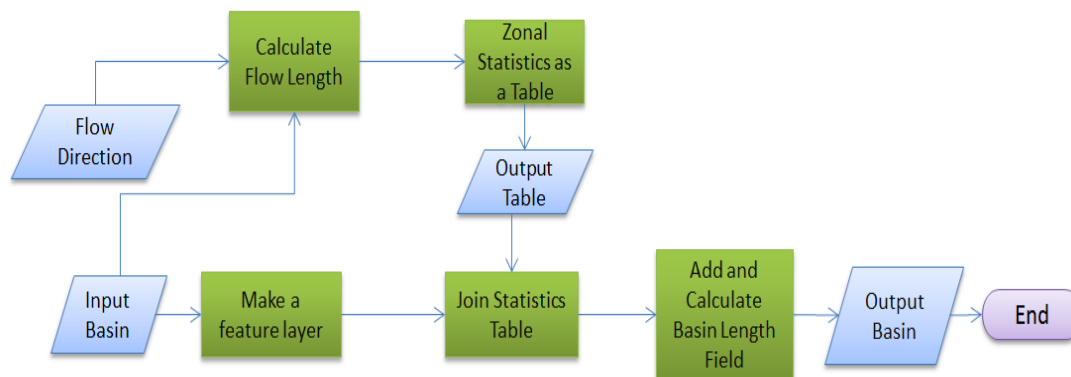 Calculate
Flow Length
Zonal
Statistics as
a Table
Flow
Direction
Output
Table
Input
Basin
Make a
feature layer
Join Statistics
Table
Add and
Calculate
Basin Length
Field
Output
Basin
End